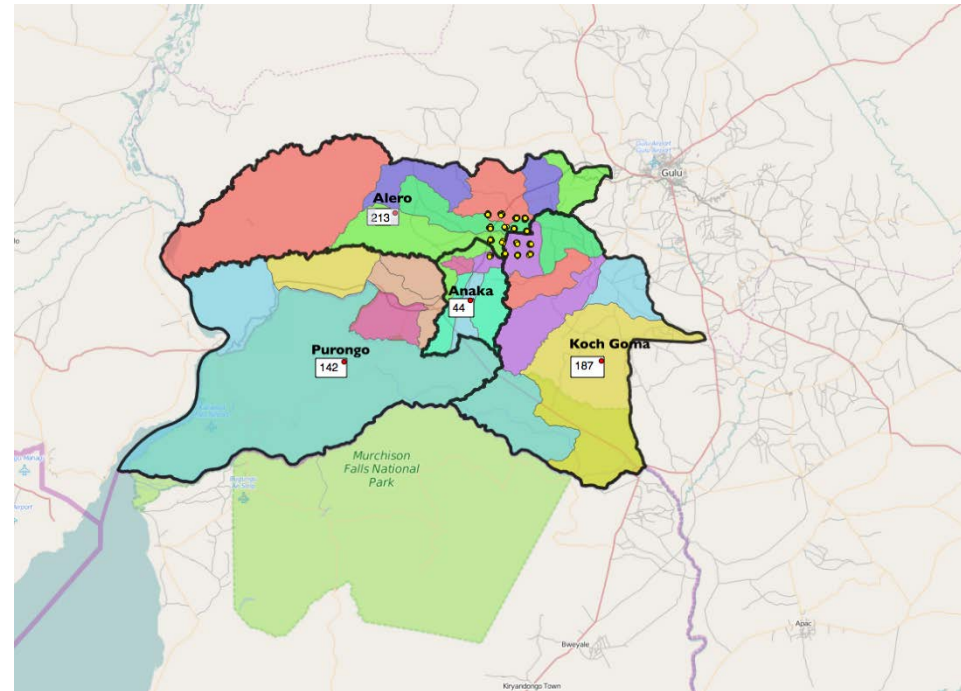 Gulu
Alero
213
Anaka
44
Koch Goma
187
Purongo
142
Murchison
Falls National
Park
Apac
Bweyale
Kiryandongo Town